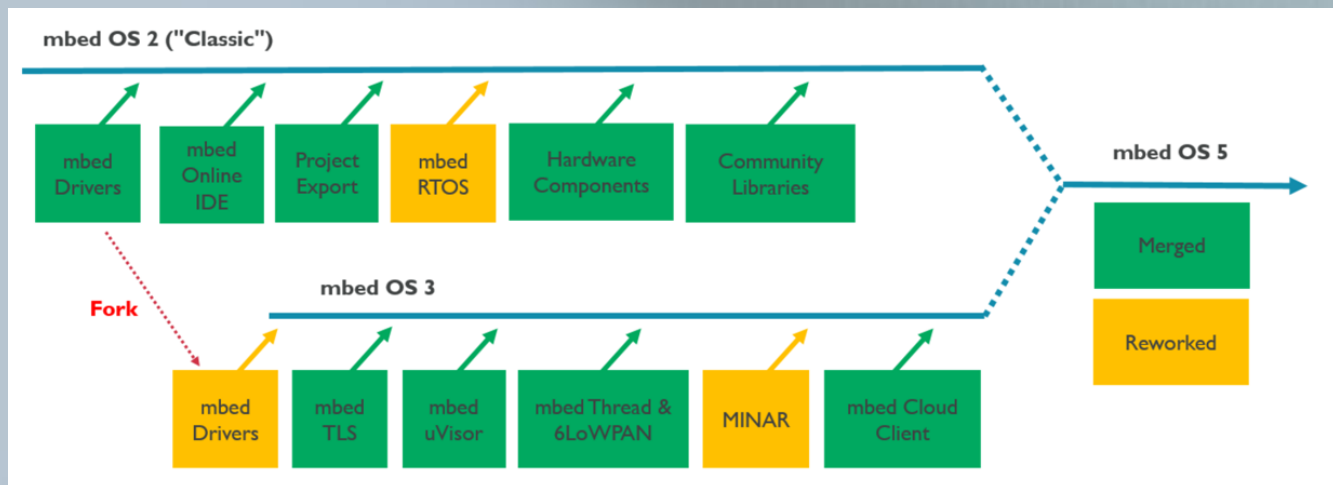 mbed OS 2 ("Classic")
mbed
Drivers
mbed
Online
IDE
Project
Export
mbed
RTOS
Hardware
Components
Community
Libraries
mbed OS 5
Merged
Reworked
Fork
mbed OS 3
mbed
Drivers
mbed
TLS
mbed
uVisor
mbed Thread &
6LoWPAN
MINAR
mbed Cloud
Client